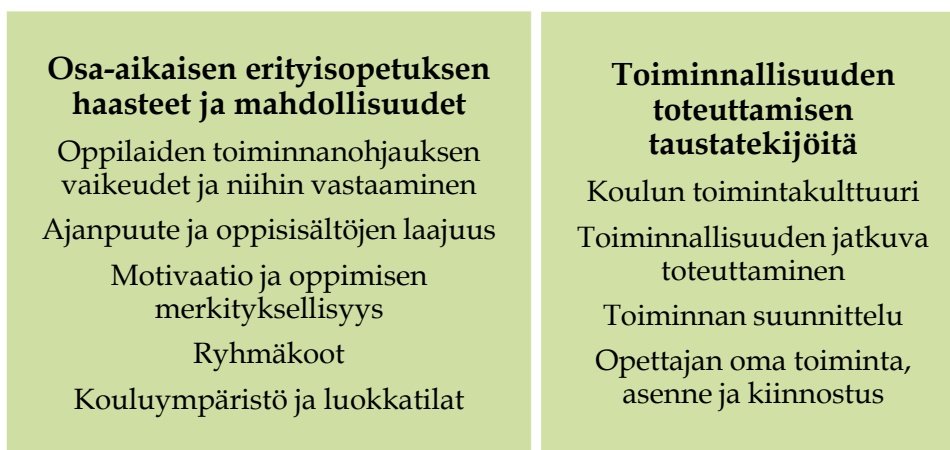 Osa-aikaisen erityisopetuksen
haasteet ja mahdollisuudet
Oppilaiden toiminnanohjauksen
vaikeudet ja niihin vastaaminen
Ajanpuute ja oppisisältöjen laajuus
Motivaatio ja oppimisen
merkityksellisyys
Ryhmäkoot
Kouluympäristö ja luokkatilat
Toiminnallisuuden
toteuttamisen
taustatekijöitä
Koulun toimintakulttuuri
Toiminnallisuuden jatkuva
toteuttaminen
Toiminnan suunnittelu
Opettajan oma toiminta,
asenne ja kiinnostus